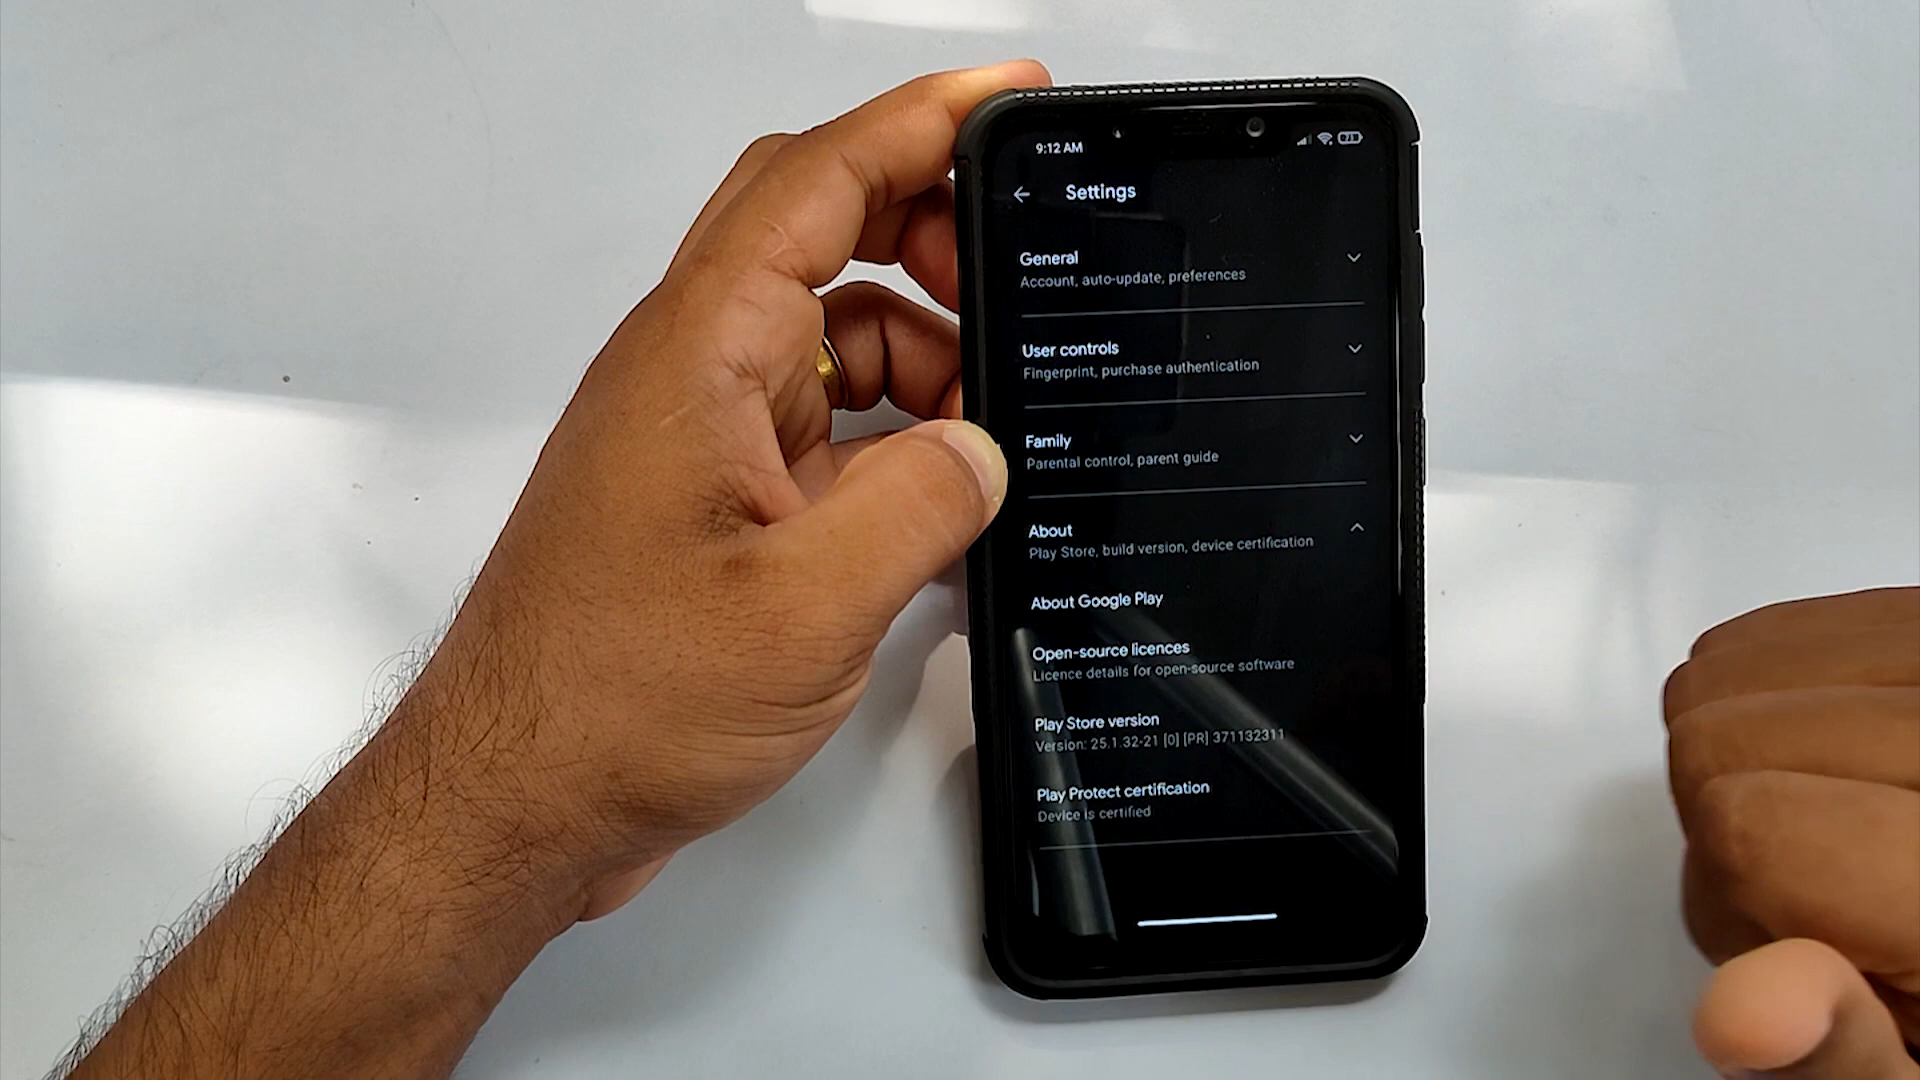 9:12 AM
71
Settings
General
Account, auto-update, preferences
User controls
Fingerprint, purchase authentication
Family
Parental control, parent guide
About
Play Store, build version, device certification
About Google Play
Open-source licences
Licence details for open-source software
Play Store version
Version: 25.1.32-21 [0] [PR] 371132311
Play Protect certification
Device is certified